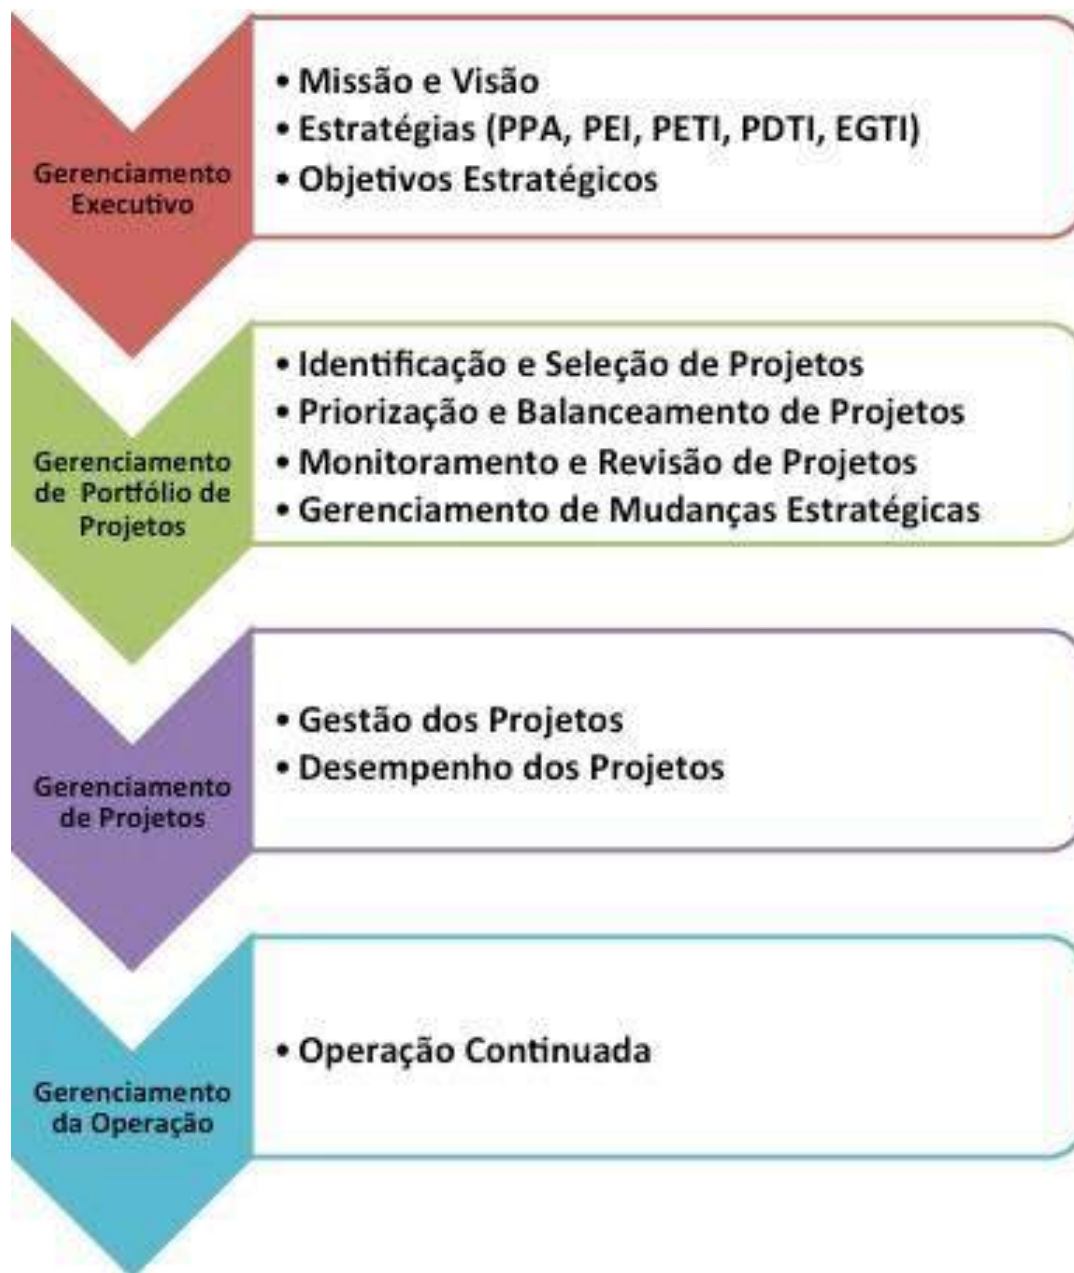 Gerenciamento
Executivo
• Missão e Visão
• Estratégias (PPA, PEI, PETI, PDTI, EGTI)
• Objetivos Estratégicos
Gerenciamento
de Portfólio de
Projetos
• Identificação e Seleção de Projetos
• Priorização e Balanceamento de Projetos
• Monitoramento e Revisão de Projetos
• Gerenciamento de Mudanças Estratégicas
Gerenciamento
de Projetos
• Gestão dos Projetos
• Desempenho dos Projetos
Gerenciamento
da Operação
• Operação Continuada